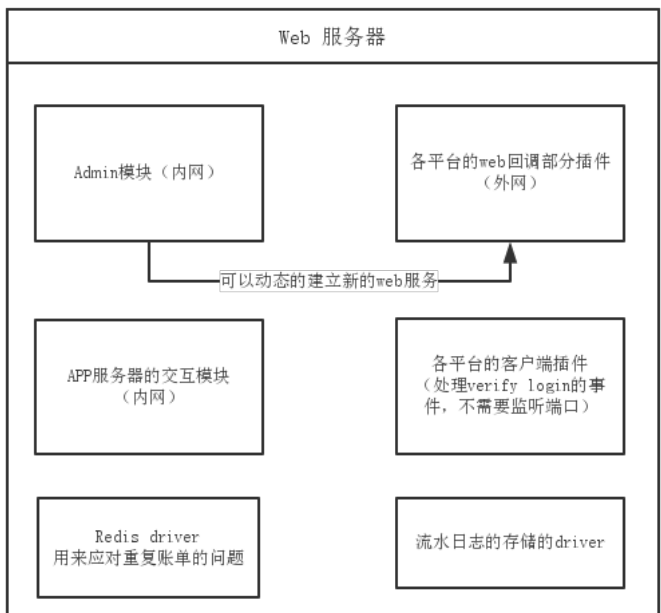 Web 服务器
Admin模块（内网）
各平台的web回调部分插件
（外网）
可以动态的建立新的web服务
APP服务器的交互模块
（内网）
各平台的客户端插件
（处理verify login的事
件，不需要监听端口）
Redis driver
用来应对重复账单的问题
流水日志的存储的driver